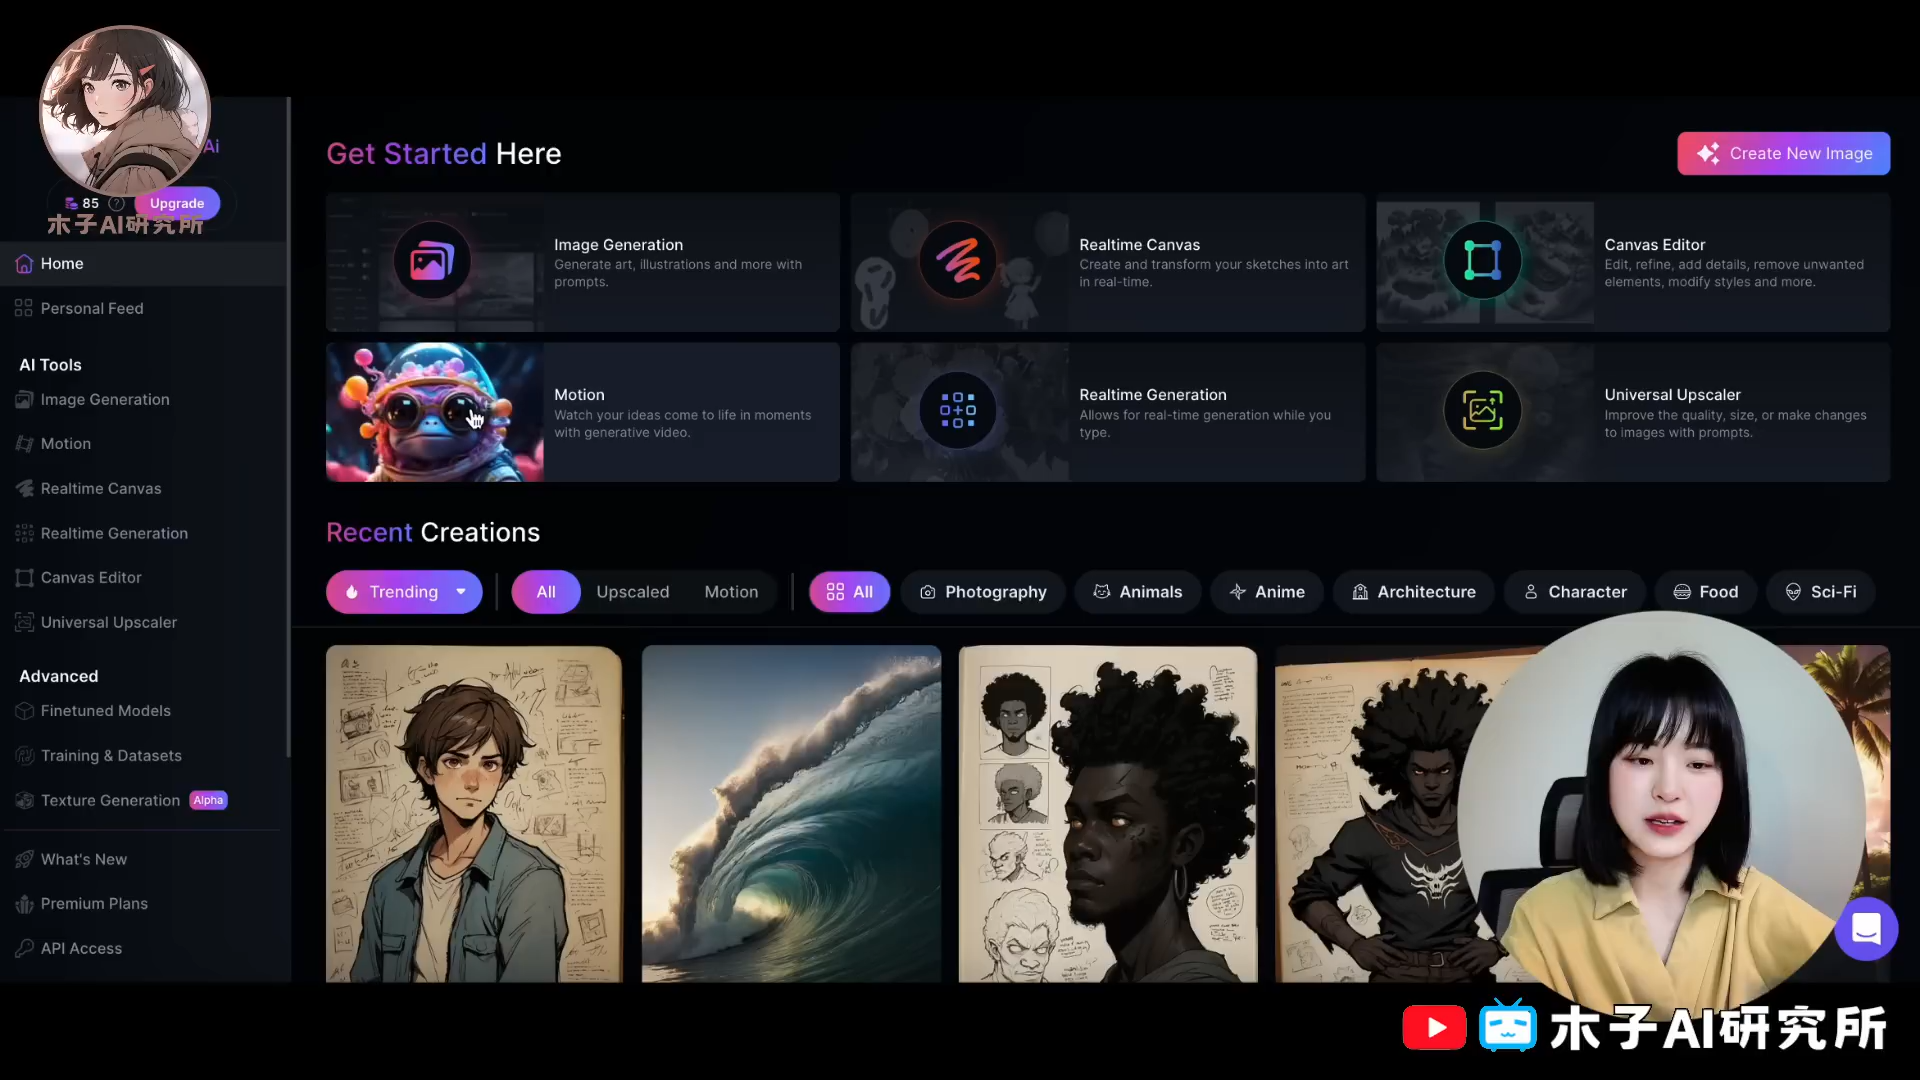 Ai
85
?
Upgrade
木子AI研究所
Home
Personal Feed
AI Tools
Image Generation
Motion
Realtime Canvas
Realtime Generation
Canvas Editor
Universal Upscaler
Advanced
Finetuned Models
Training & Datasets
Texture Generation Alpha
What's New
Premium Plans
API Access
Get Started Here
Create New Image
Image Generation
Generate art, illustrations and more with
prompts.
Realtime Canvas
Create and transform your sketches into art
in real-time.
Canvas Editor
Edit, refine, add details, remove unwanted
elements, modify styles and more.
Motion
Watch your ideas come to life in moments
with generative video.
Realtime Generation
Allows for real-time generation while you
type.
Universal Upscaler
Improve the quality, size, or make changes
to images with prompts.
Recent Creations
Trending
All
Upscaled
Motion
All
Photography
Animals
Anime
Architecture
Character
Food
Sci-Fi
木子AI研究所